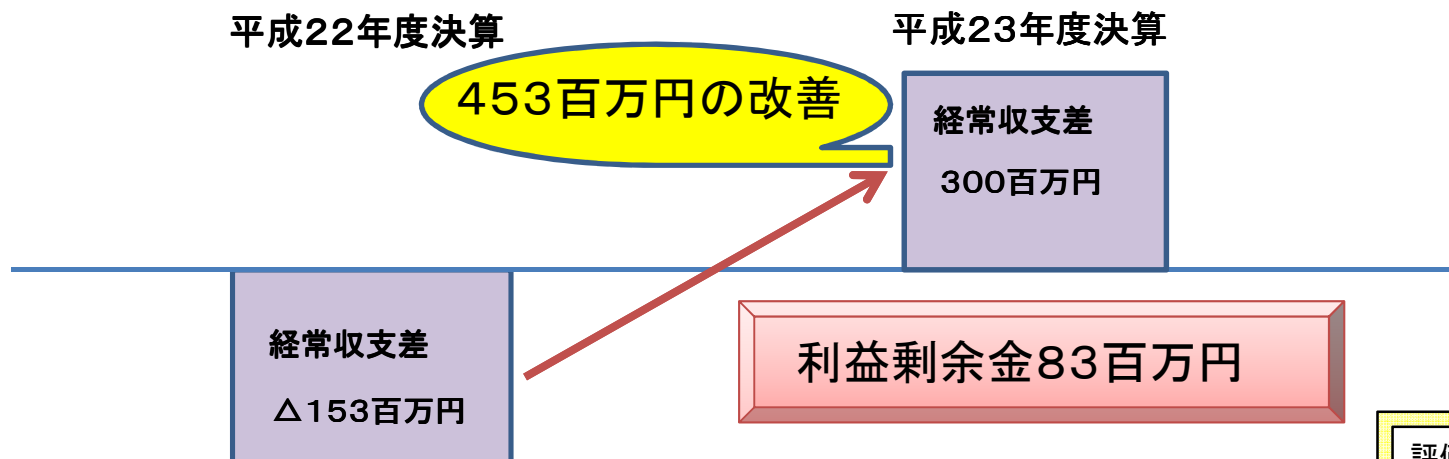 平成22年度決算
平成23年度決算
453百万円の改善
経常収支差
300百万円
経常収支差
△153百万円
利益剰余金83百万円